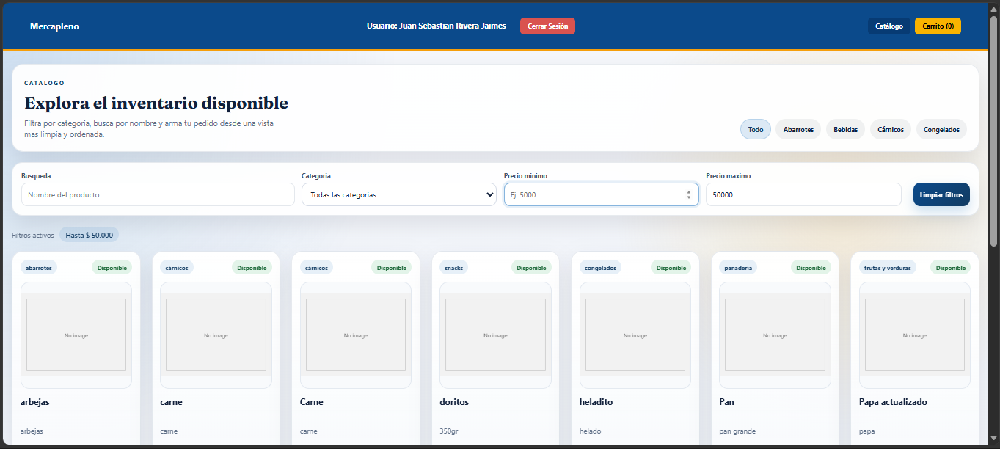 Mercapleno
Usuario: Juan Sebastian Rivera Jaimes
Cerrar Sesión
Catálogo
Carrito (0)
CATALOGO
Explora el inventario disponible
Filtra por categoria, busca por nombre y arma tu pedido desde una vista
mas limpia y ordenada.
Todo
Abarrotes
Bebidas
Cárnicos
Congelados
Busqueda
Categoria
Precio minimo
Precio maximo
Nombre del producto
Todas las categorias
Ej: 5000
50000
Limpiar filtros
Filtros activos
Hasta $ 50.000
abarrotes
Disponible
No image
arbejas
arbejas
cárnicos
Disponible
No image
carne
carne
cárnicos
Disponible
No image
Carne
carne
snacks
Disponible
No image
doritos
350gr
congelados
Disponible
No image
heladito
helado
panadería
Disponible
No image
Pan
pan grande
frutas y verduras
Disponible
No image
Papa actualizado
papa